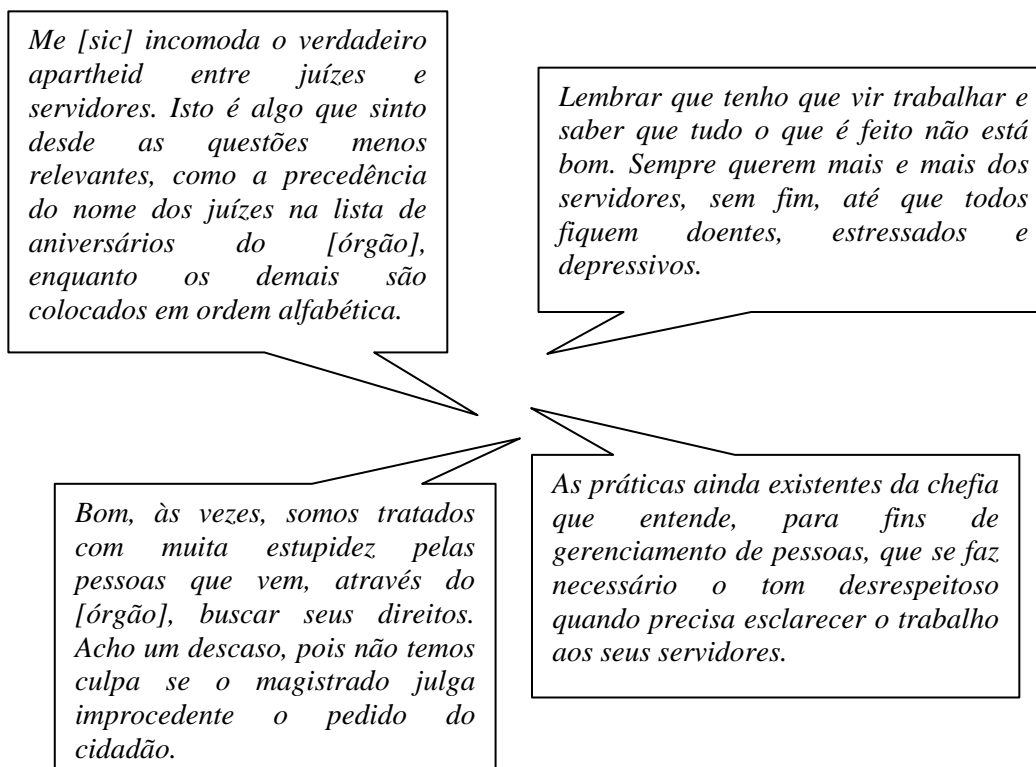 Me [sic] incomoda o verdadeiro
apartheid entre juízes e
servidores. Isto é algo que sinto
desde as questões menos
relevantes, como a precedência
do nome dos juízes na lista de
aniversários do [órgão],
enquanto os demais são
colocados em ordem alfabética.
Lembrar que tenho que vir trabalhar e
saber que tudo o que é feito não está
bom. Sempre querem mais e mais dos
servidores, sem fim, até que todos
fiquem doentes, estressados e
depressivos.
Bom, às vezes, somos tratados
com muita estupidez pelas
pessoas que vem, através do
[órgão], buscar seus direitos.
Acho um descaso, pois não temos
culpa se o magistrado julga
improcedente o pedido do
cidadão.
As práticas ainda existentes da chefia
que entende, para fins de
gerenciamento de pessoas, que se faz
necessário o tom desrespeitoso
quando precisa esclarecer o trabalho
aos seus servidores.